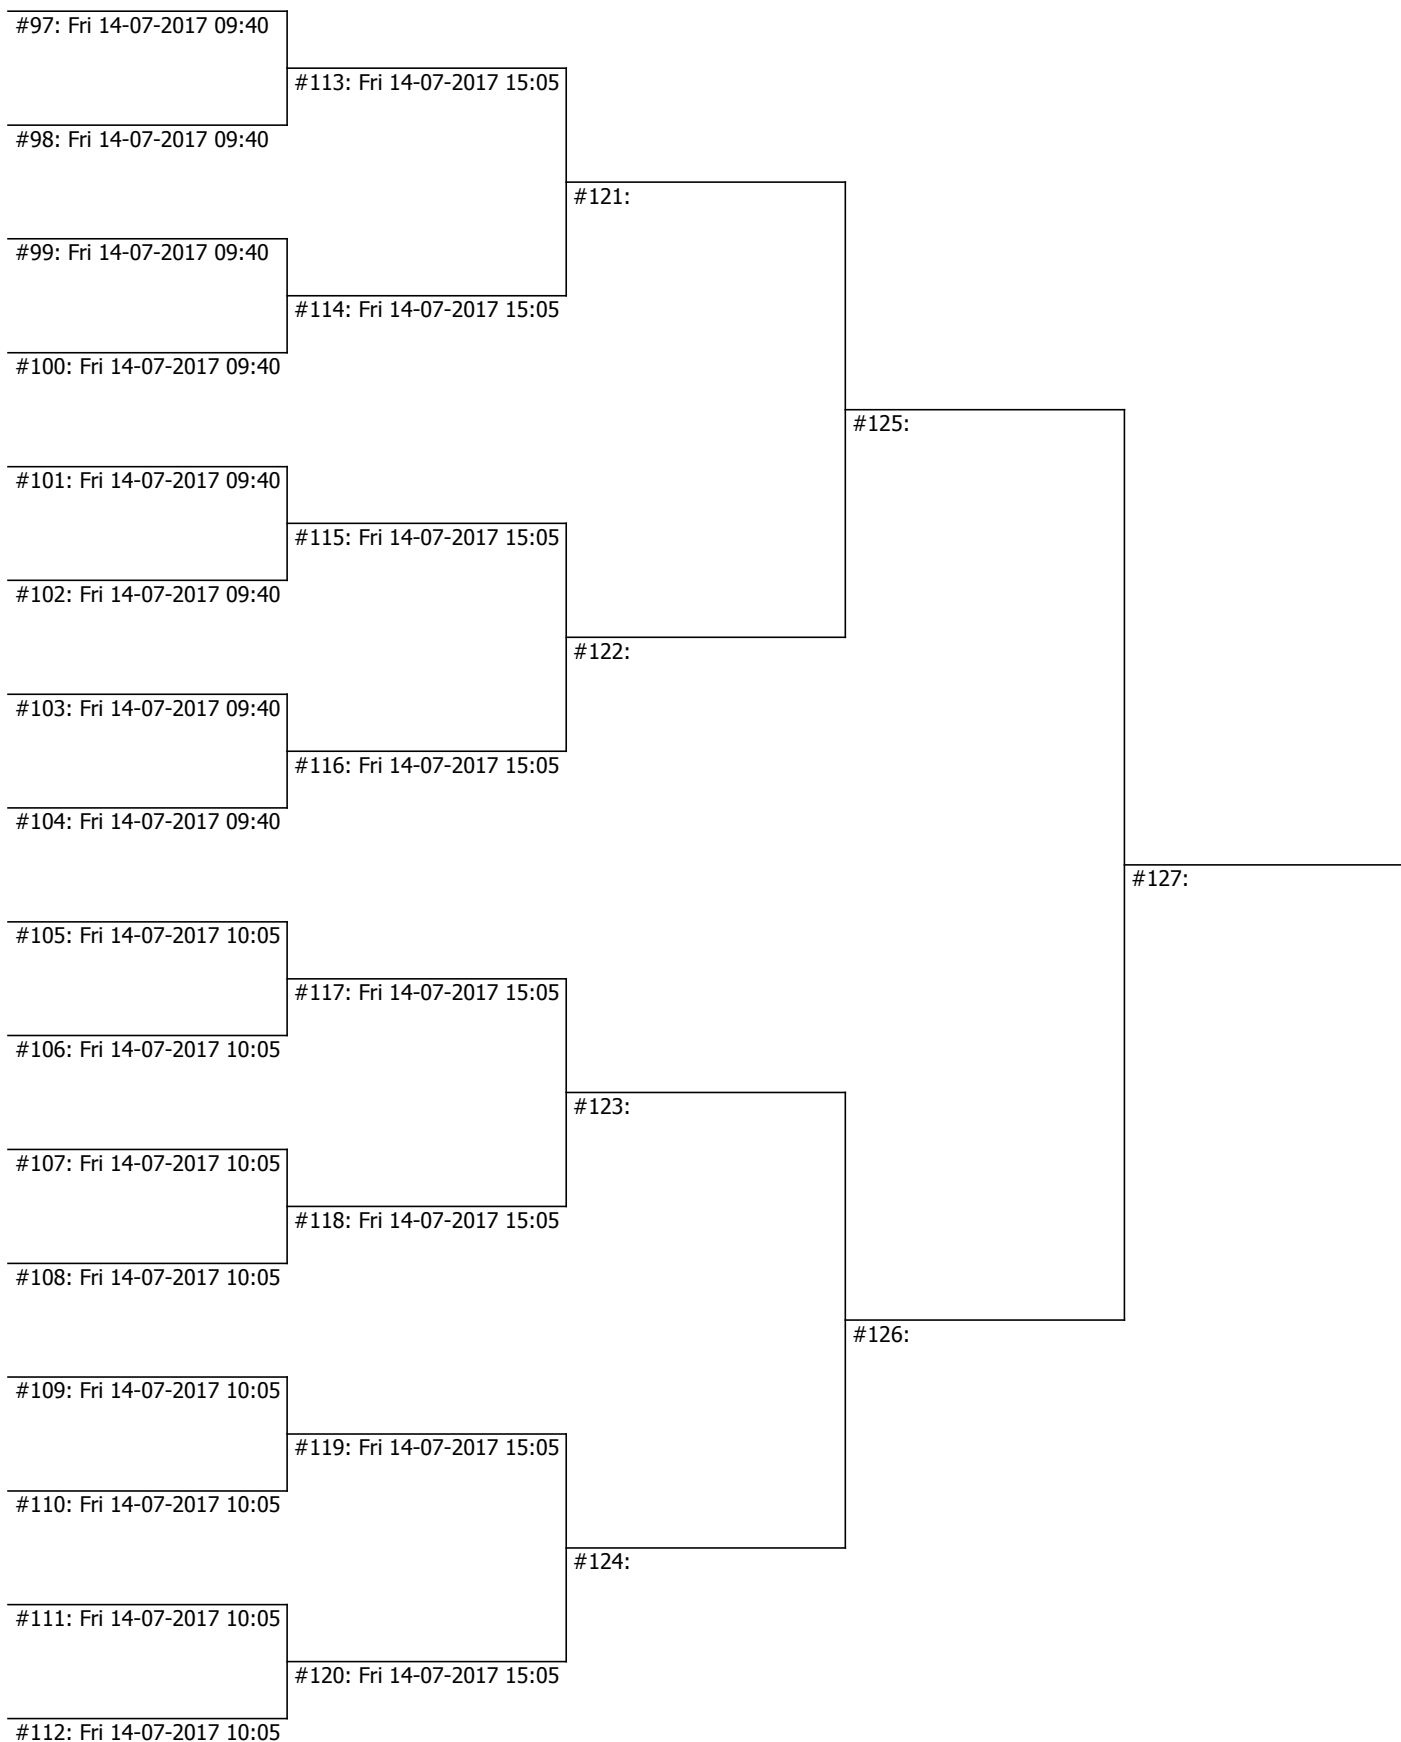 #97: Fri 14-07-2017 09:40
#113: Fri 14-07-2017 15:05
#98: Fri 14-07-2017 09:40
#121:
#99: Fri 14-07-2017 09:40
#114: Fri 14-07-2017 15:05
#100: Fri 14-07-2017 09:40
#125:
#101: Fri 14-07-2017 09:40
#115: Fri 14-07-2017 15:05
#102: Fri 14-07-2017 09:40
#122:
#103: Fri 14-07-2017 09:40
#116: Fri 14-07-2017 15:05
#104: Fri 14-07-2017 09:40
#127:
#105: Fri 14-07-2017 10:05
#117: Fri 14-07-2017 15:05
#106: Fri 14-07-2017 10:05
#123:
#107: Fri 14-07-2017 10:05
#118: Fri 14-07-2017 15:05
#108: Fri 14-07-2017 10:05
#126:
#109: Fri 14-07-2017 10:05
#119: Fri 14-07-2017 15:05
#110: Fri 14-07-2017 10:05
#124:
#111: Fri 14-07-2017 10:05
#120: Fri 14-07-2017 15:05
#112: Fri 14-07-2017 10:05